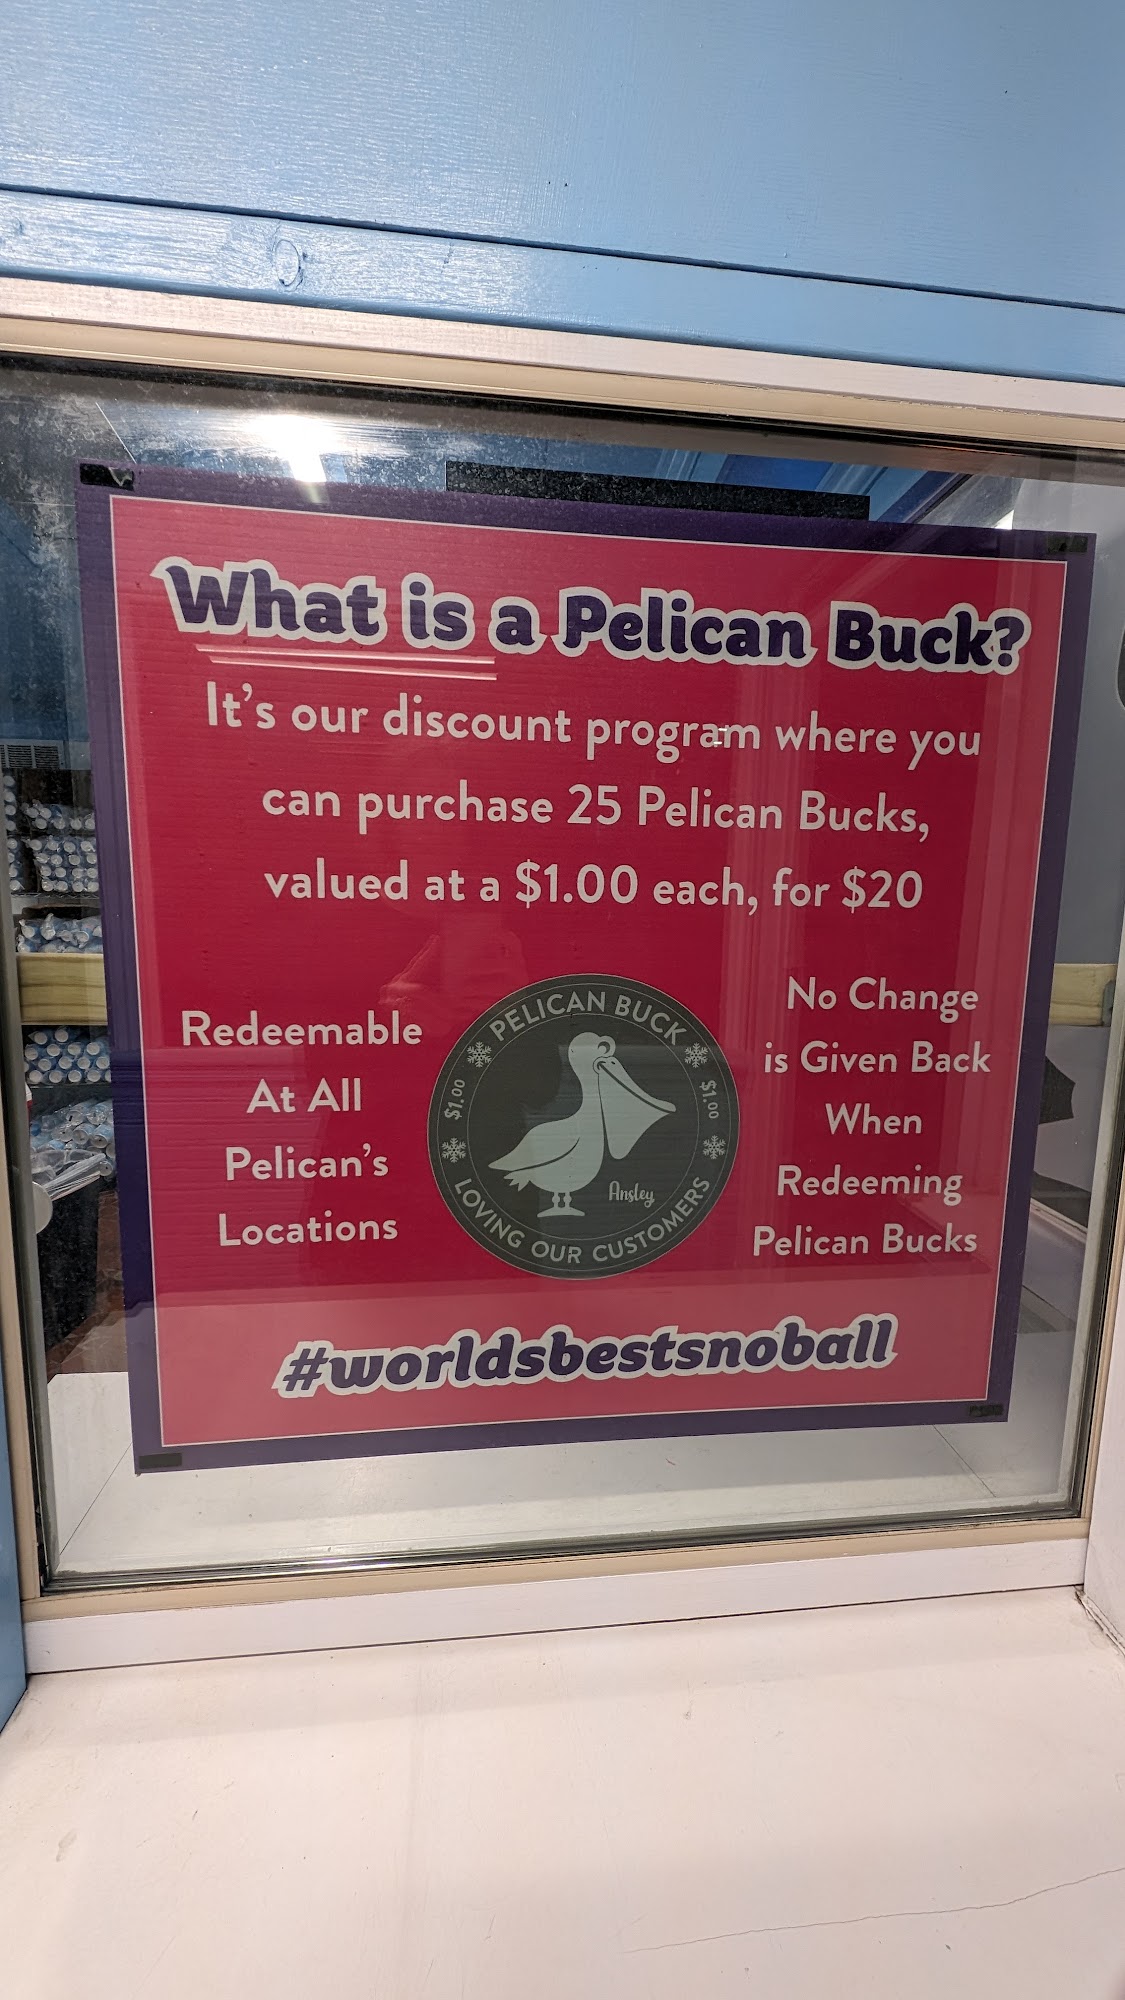 What is a Pelican Buck?
It's our discount program where you
can purchase 25 Pelican Bucks,
valued at a $1.00 each, for $20
Redeemable
At All
Pelican's
Locations
PELICAN BUCK
$1.00
$1.00
Ansley
LOVING OUR CUSTOMERS
No Change
is Given Back
When
Redeeming
Pelican Bucks
#worldsbestsnoball